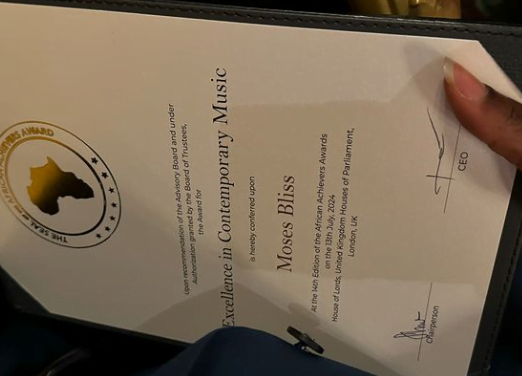 THE SEAL OF AFRICAN ACHIEVERS AWARD
Upon recommendation of the Advisory Board and under
Authorization granted by the Board of Trustees,
the Award for
Excellence in Contemporary Music
is hereby conferred upon
Moses Bliss
At the 14th Edition of the African Achievers Awards
on the 13th July, 2024
House of Lords, United Kingdom Houses of Parliament,
London, UK
Chairperson
CEO